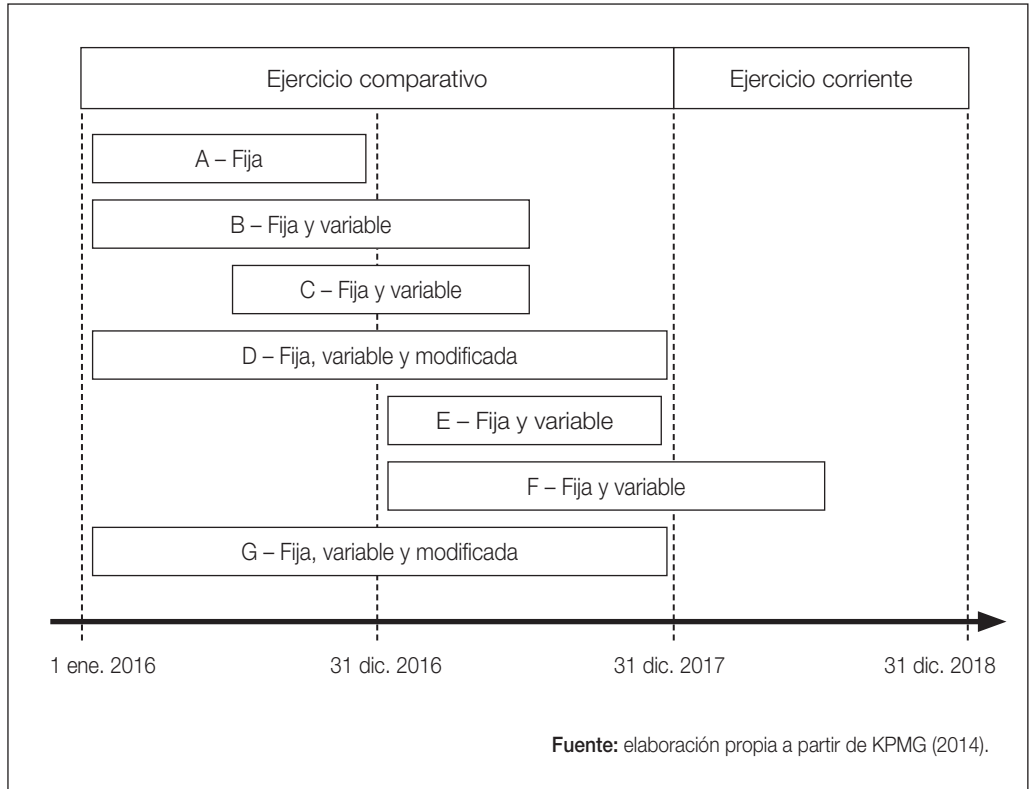 Ejercicio comparativo
Ejercicio corriente
A – Fija
B – Fija y variable
C – Fija y variable
D – Fija, variable y modificada
E – Fija y variable
F – Fija y variable
G – Fija, variable y modificada
1 ene. 2016
31 dic. 2016
31 dic. 2017
31 dic. 2018
Fuente: elaboración propia a partir de KPMG (2014).